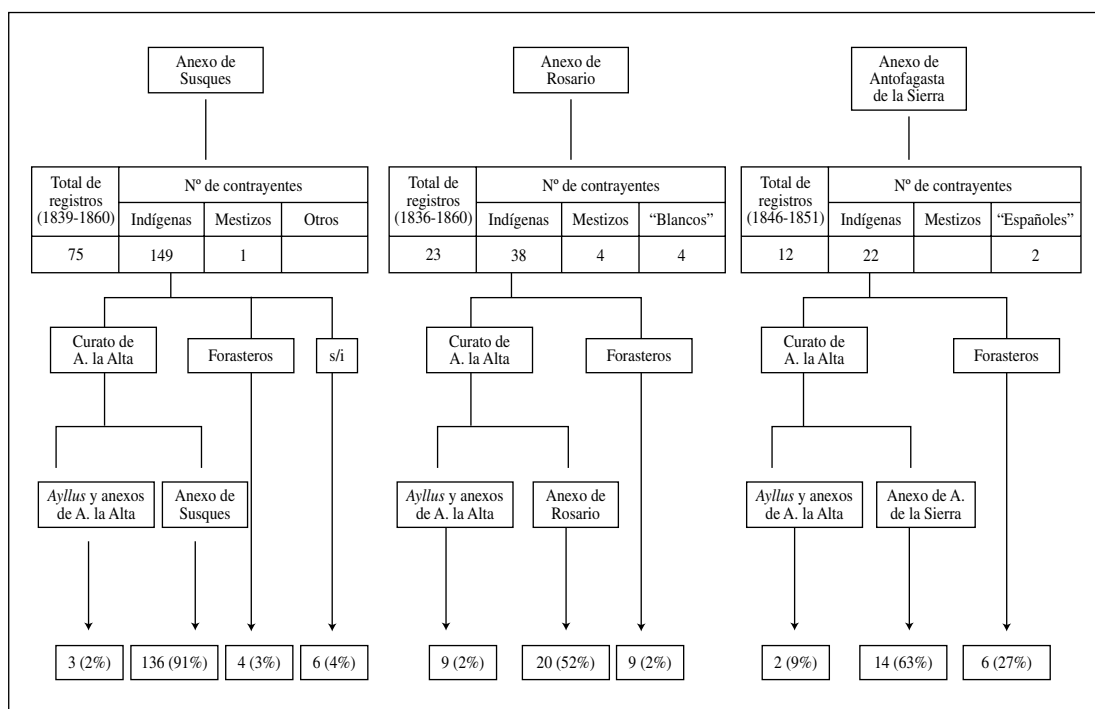 Anexo de
Susques
Total de
registros
(1839-1860)
Nº de contrayentes
Indígenas
Mestizos
Otros
75
149
1
Curato de
A. la Alta
Forasteros
s/i
Ayllus y anexos
de A. la Alta
Anexo de
Susques
3 (2%)
136 (91%)
4 (3%)
6 (4%)
Anexo de
Rosario
Total de
registros
(1836-1860)
Nº de contrayentes
Indígenas
Mestizos
“Blancos”
23
38
4
4
Curato de
A. la Alta
Forasteros
Ayllus y anexos
de A. la Alta
Anexo de
Rosario
9 (2%)
20 (52%)
9 (2%)
Anexo de
Antofagasta
de la Sierra
Total de
registros
(1846-1851)
Nº de contrayentes
Indígenas
Mestizos
“Españoles”
12
22
2
Curato de
A. la Alta
Forasteros
Ayllus y anexos
de A. la Alta
Anexo de A.
de la Sierra
2 (9%)
14 (63%)
6 (27%)